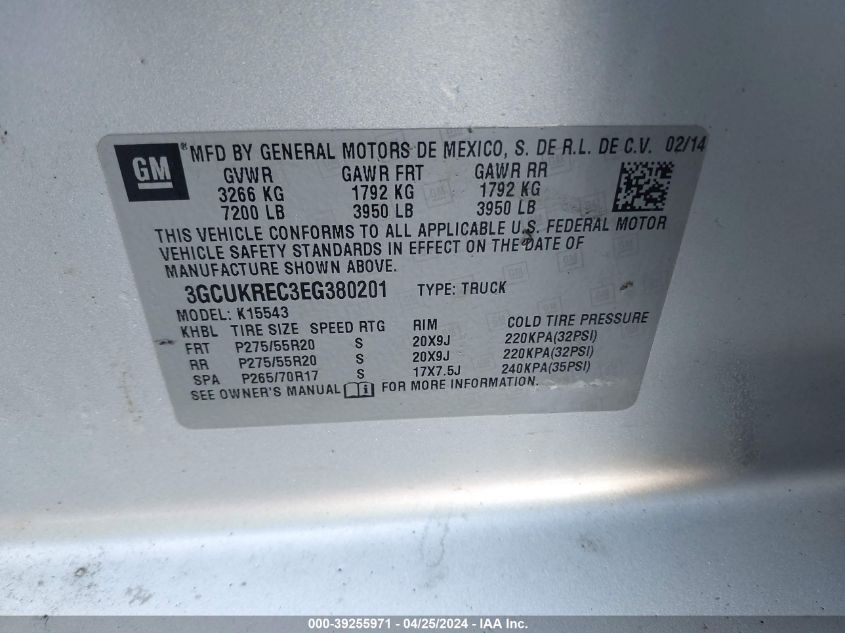 GM ® MFD BY GENERAL MOTORS DE MEXICO, S. DE R.L. DE C.V. 02/14
GVWR GAWR FRT GAWR RR
3266 KG 1792 KG 1792 KG
7200 LB 3950 LB 3950 LB
THIS VEHICLE CONFORMS TO ALL APPLICABLE U.S. FEDERAL MOTOR
VEHICLE SAFETY STANDARDS IN EFFECT ON THE DATE OF
MANUFACTURE SHOWN ABOVE.
3GCUKREC3EG380201 TYPE: TRUCK
MODEL: K15543
KHBL TIRE SIZE SPEED RTG RIM COLD TIRE PRESSURE
FRT P275/55R20 S 20X9J 220KPA(32PSI)
RR P275/55R20 S 20X9J 220KPA(32PSI)
SPA P265/70R17 S 17X7.5J 240KPA(35PSI)
SEE OWNER'S MANUAL i FOR MORE INFORMATION.
000-39255971 - 04/25/2024 - IAA Inc.